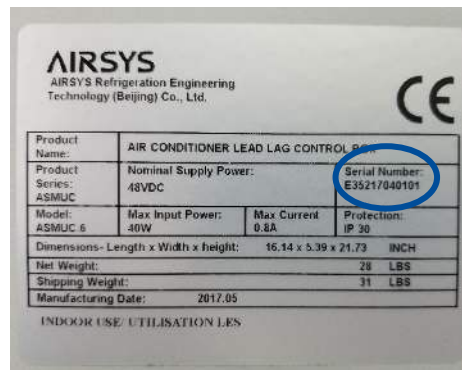 AIRSYS
AIRSYS Refrigeration Engineering
Technology (Beijing) Co., Ltd.
CE
Product Name: AIR CONDITIONER LEAD LAG CONTROL BOX
Product Series: ASMUC
Nominal Supply Power: 48VDC
Serial Number: E35217040101
Model: ASMUC.6
Max Input Power: 40W
Max Current 0.8A
Protection: IP 30
Dimensions- Length x Width x height: 16.14 x 5.39 x 21.73 INCH
Net Weight: 28 LBS
Shipping Weight: 31 LBS
Manufacturing Date: 2017.05
INDOOR USE/ UTILISATION LES